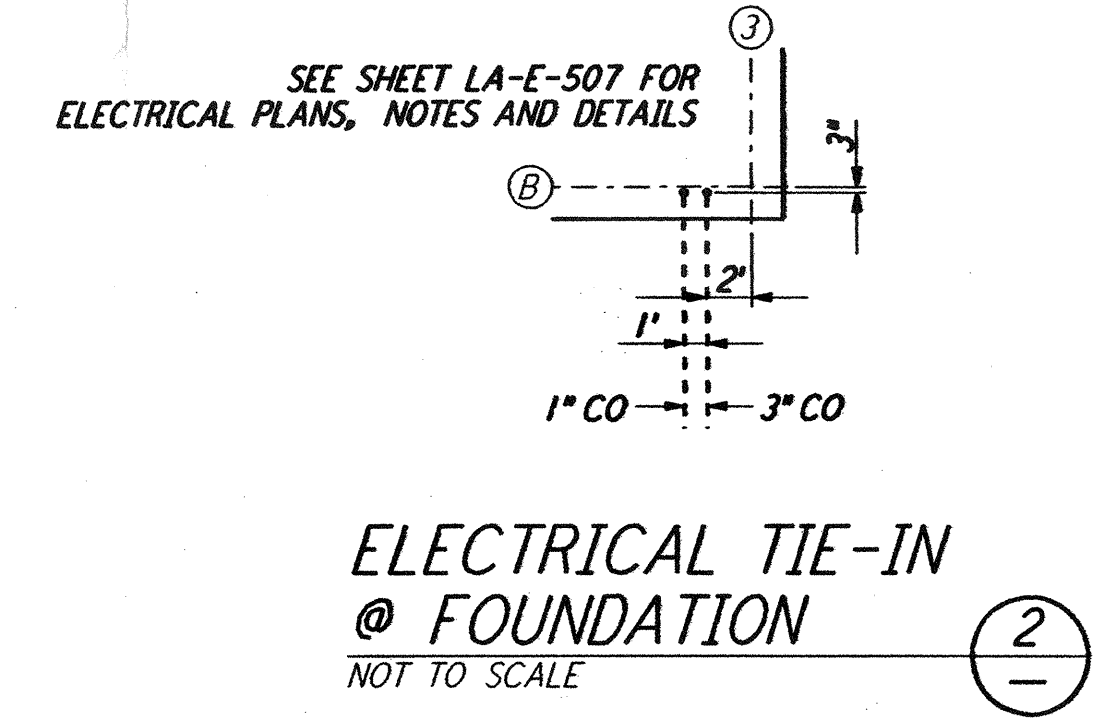 3
SEE SHEET LA-E-507 FOR
ELECTRICAL PLANS, NOTES AND DETAILS
3"
B
2'
1'
1" CO
3" CO
ELECTRICAL TIE-IN
@ FOUNDATION
NOT TO SCALE
2
—